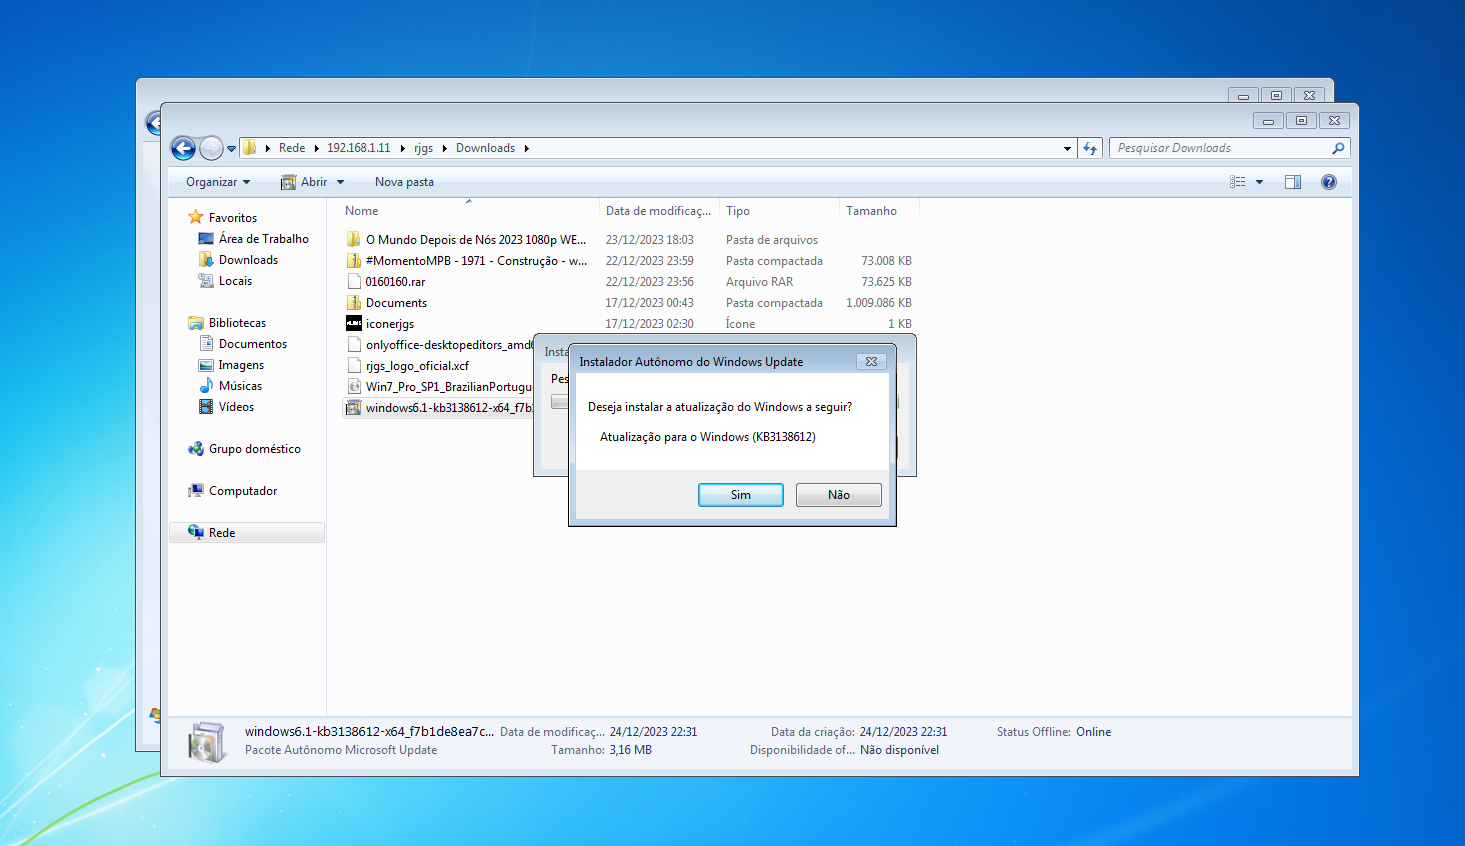 Rede 192.168.1.11 rjgs Downloads
Pesquisar Downloads
Organizar Abrir Nova pasta
Favoritos
Área de Trabalho
Downloads
Locais
Bibliotecas
Documentos
Imagens
Músicas
Vídeos
Grupo doméstico
Computador
Rede
Nome Data de modificaç... Tipo Tamanho
O Mundo Depois de Nós 2023 1080p WE... 23/12/2023 18:03 Pasta de arquivos
#MomentoMPB - 1971 - Construção - w... 22/12/2023 23:59 Pasta compactada 73.008 KB
0160160.rar 22/12/2023 23:56 Arquivo RAR 73.625 KB
Documents 17/12/2023 00:43 Pasta compactada 1.009.086 KB
iconerjgs 17/12/2023 02:30 Ícone 1 KB
onlyoffice-desktopeditors_amd
rjgs_logo_oficial.xcf
Win7_Pro_SP1_BrazilianPortugu
windows6.1-kb3138612-x64_f7b
Insta
Pes
Instalador Autônomo do Windows Update
Deseja instalar a atualização do Windows a seguir?
Atualização para o Windows (KB3138612)
Sim Não
windows6.1-kb3138612-x64_f7b1de8ea7c... Data de modificaç... 24/12/2023 22:31 Data da criação: 24/12/2023 22:31 Status Offline: Online
Pacote Autônomo Microsoft Update Tamanho: 3,16 MB Disponibilidade of... Não disponível